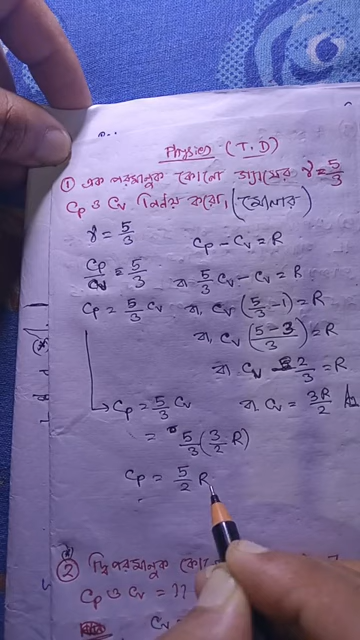 Physics (T.D)
① এক পরমানুক কোনো গ্যাসের γ = 5/3
Cp ও Cv নির্ণয় করো। (মোলার)
γ = 5/3
Cp - Cv = R
Cp/Cv = 5/3
বা, 5/3 Cv - Cv = R
Cp = 5/3 Cv
বা, Cv (5/3 - 1) = R
বা, Cv (5-3/3) = R
বা, Cv 2/3 = R
→ Cp = 5/3 Cv
বা, Cv = 3R/2
= 5/3 (3/2 R)
Cp = 5/2 R
② দ্বিপরমানুক
Cp ও Cv = ??
Cv =